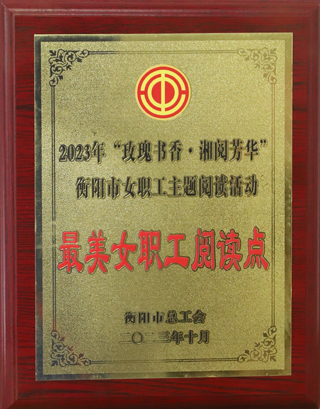 2023年“玫瑰书香·湘阅芳华”
衡阳市女职工主题阅读活动
最美女职工阅读点
衡阳市总工会
二〇二三年十月